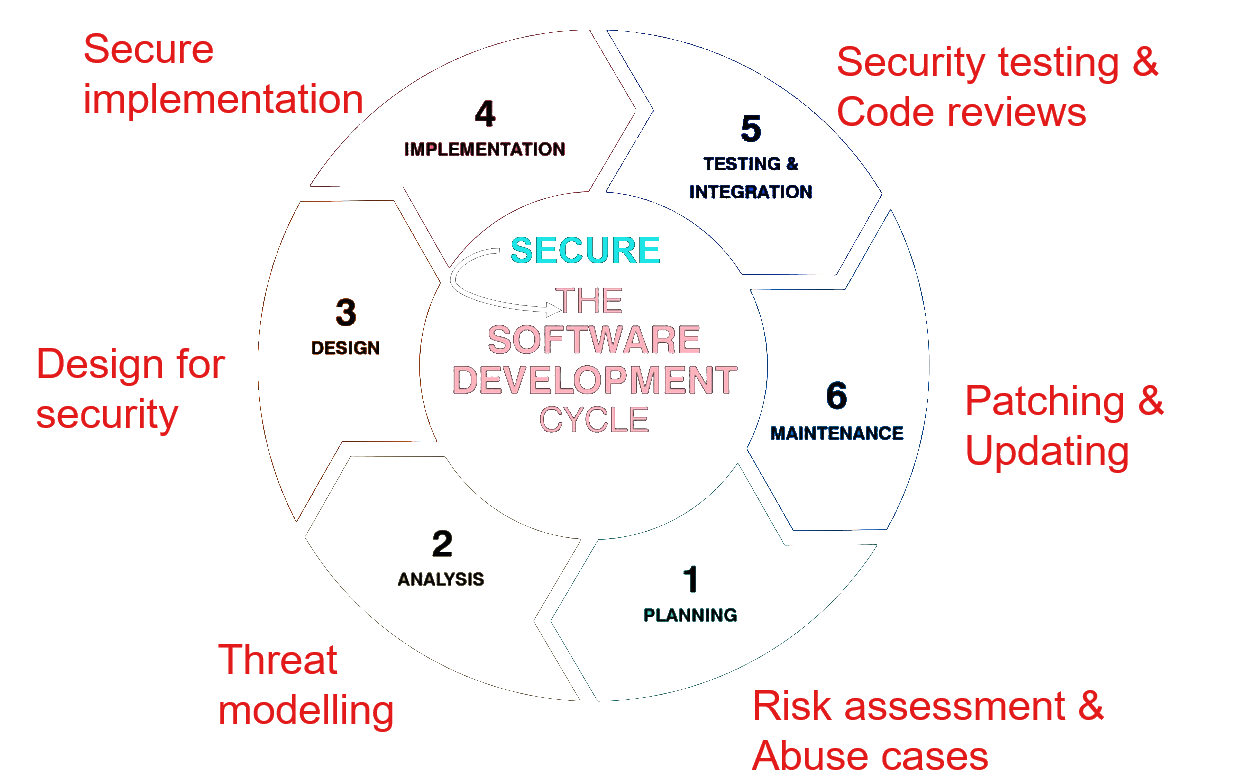 Secure
implementation
Security testing &
Code reviews
4
IMPLEMENTATION
5
TESTING &
INTEGRATION
SECURE
THE
SOFTWARE
DEVELOPMENT
CYCLE
3
DESIGN
Design for
security
6
MAINTENANCE
Patching &
Updating
2
ANALYSIS
1
PLANNING
Threat
modelling
Risk assessment &
Abuse cases